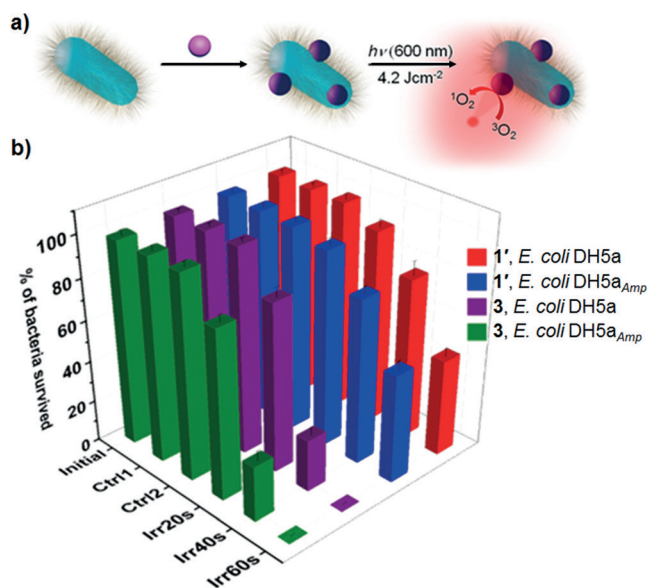 a)
hν (600 nm)
4.2 Jcm⁻²
¹O₂
³O₂
b)
% of bacteria survived
100
80
60
40
20
0
Initial
Ctrl1
Ctrl2
Irr20s
Irr40s
Irr60s
1′, E. coli DH5a
1′, E. coli DH5aAmp
3, E. coli DH5a
3, E. coli DH5aAmp